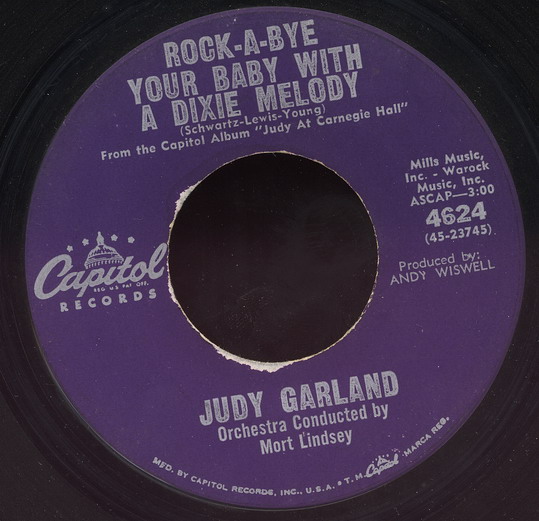 ROCK-A-BYE
YOUR BABY WITH
A DIXIE MELODY
(Schwartz-Lewis-Young)
From the Capitol Album "Judy At Carnegie Hall"
Mills Music,
Inc. - Warock
Music, Inc.
ASCAP—3:00
4624
(45-23745)
Produced by:
ANDY WISWELL
Capitol
REG. U.S. PAT. OFF.
RECORDS
JUDY GARLAND
Orchestra Conducted by
Mort Lindsey
MFD. BY CAPITOL RECORDS, INC., U.S.A. • T.M. Capitol MARCA REG.